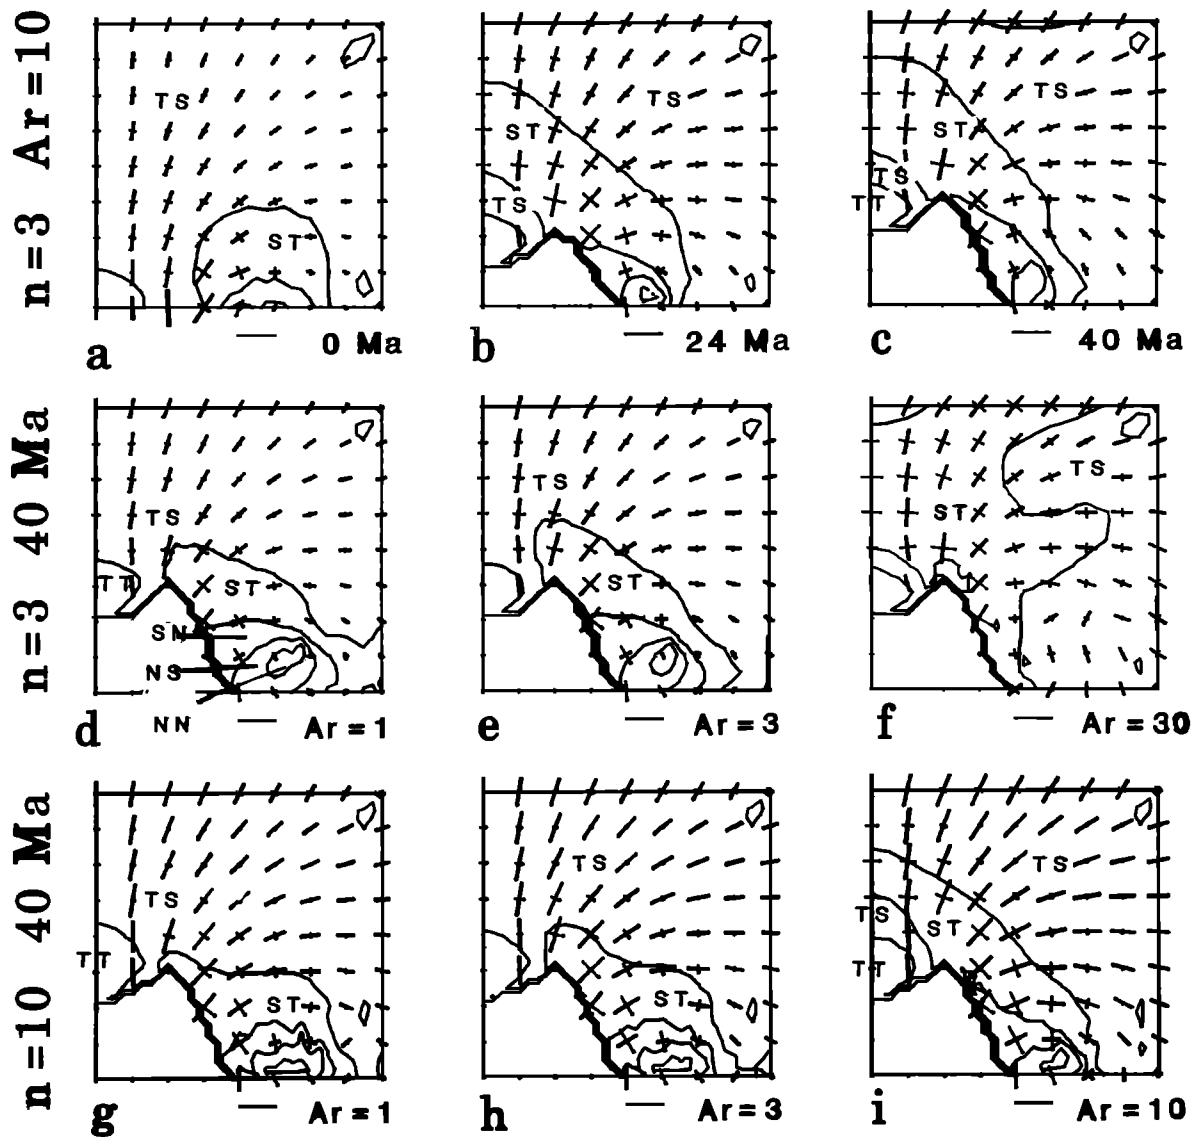 n=3 Ar=10
TS
ST
a
0 Ma
TS
ST
TS
b
24 Ma
TS
ST
TS
TT
c
40 Ma
n=3 40 Ma
TS
TT
ST
SN
NS
NN
d
Ar=1
TS
ST
e
Ar=3
TS
ST
f
Ar=30
n=10 40 Ma
TS
TT
ST
g
Ar=1
TS
ST
h
Ar=3
TS
TS
ST
TT
i
Ar=10